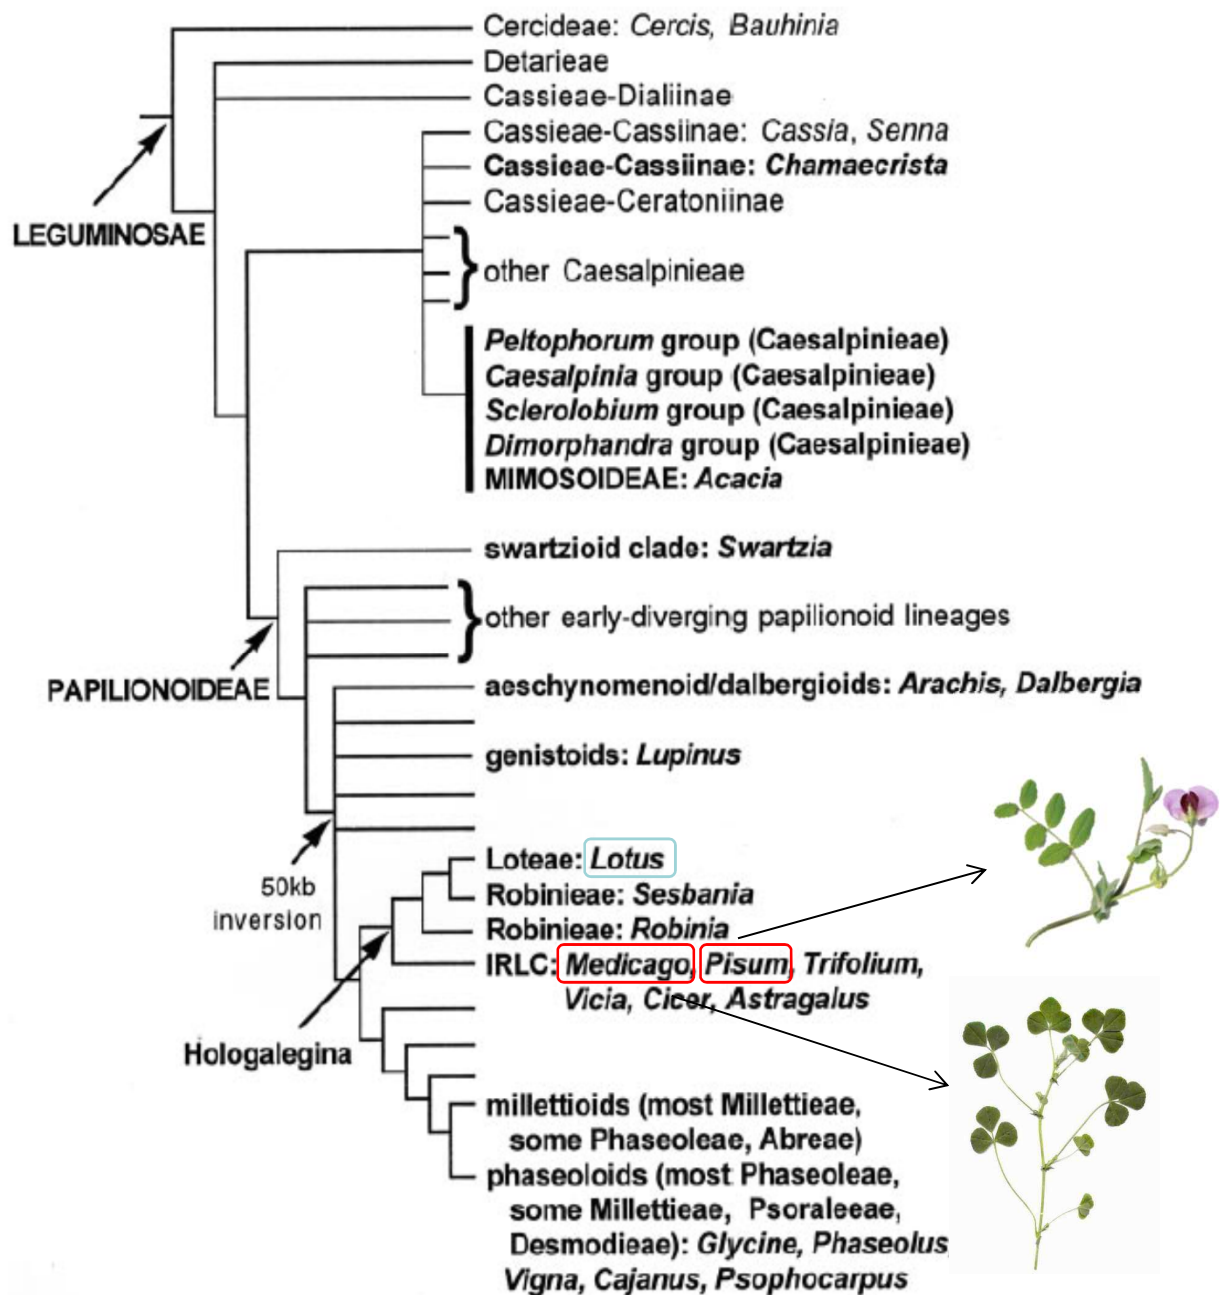 Cercideae: Cercis, Bauhinia
Detarieae
Cassieae-Dialiinae
Cassieae-Cassiinae: Cassia, Senna
Cassieae-Cassiinae: Chamaecrista
Cassieae-Ceratoniinae
LEGUMINOSAE
other Caesalpinieae
Peltophorum group (Caesalpinieae)
Caesalpinia group (Caesalpinieae)
Sclerolobium group (Caesalpinieae)
Dimorphandra group (Caesalpinieae)
MIMOSOIDEAE: Acacia
swartzioid clade: Swartzia
other early-diverging papilionoid lineages
PAPILIONOIDEAE
aeschynomenoid/dalbergioids: Arachis, Dalbergia
genistoids: Lupinus
50kb
inversion
Loteae: Lotus
Robinieae: Sesbania
Robinieae: Robinia
IRLC: Medicago, Pisum, Trifolium,
Vicia, Cicer, Astragalus
Hologalegina
millettioids (most Millettieae,
some Phaseoleae, Abreae)
phaseoloids (most Phaseoleae,
some Millettieae, Psoraleeae,
Desmodieae): Glycine, Phaseolus
Vigna, Cajanus, Psophocarpus